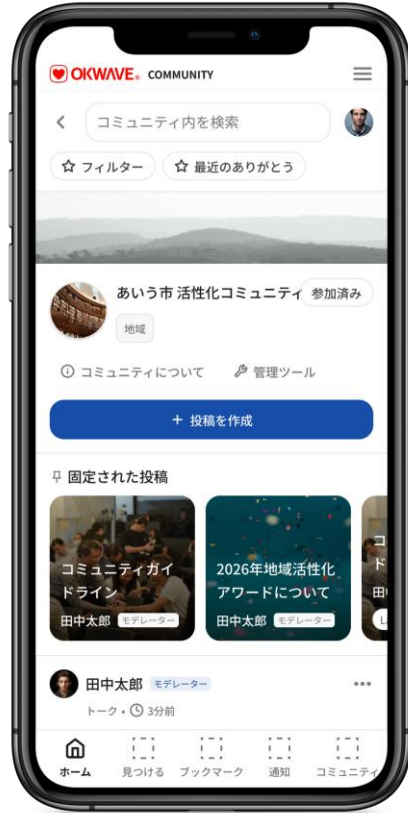 OKWAVE. COMMUNITY
コミュニティ内を検索
フィルター
最近のありがとう
あいう市 活性化コミュニティ
参加済み
地域
コミュニティについて
管理ツール
+ 投稿を作成
固定された投稿
コミュニティガイ
ドライン
田中太郎 モデレーター
2026年地域活性化
アワードについて
田中太郎 モデレーター
コ
ド
田
田中太郎 モデレーター
トーク・3分前
ホーム
見つける
ブックマーク
通知
コミュニティ